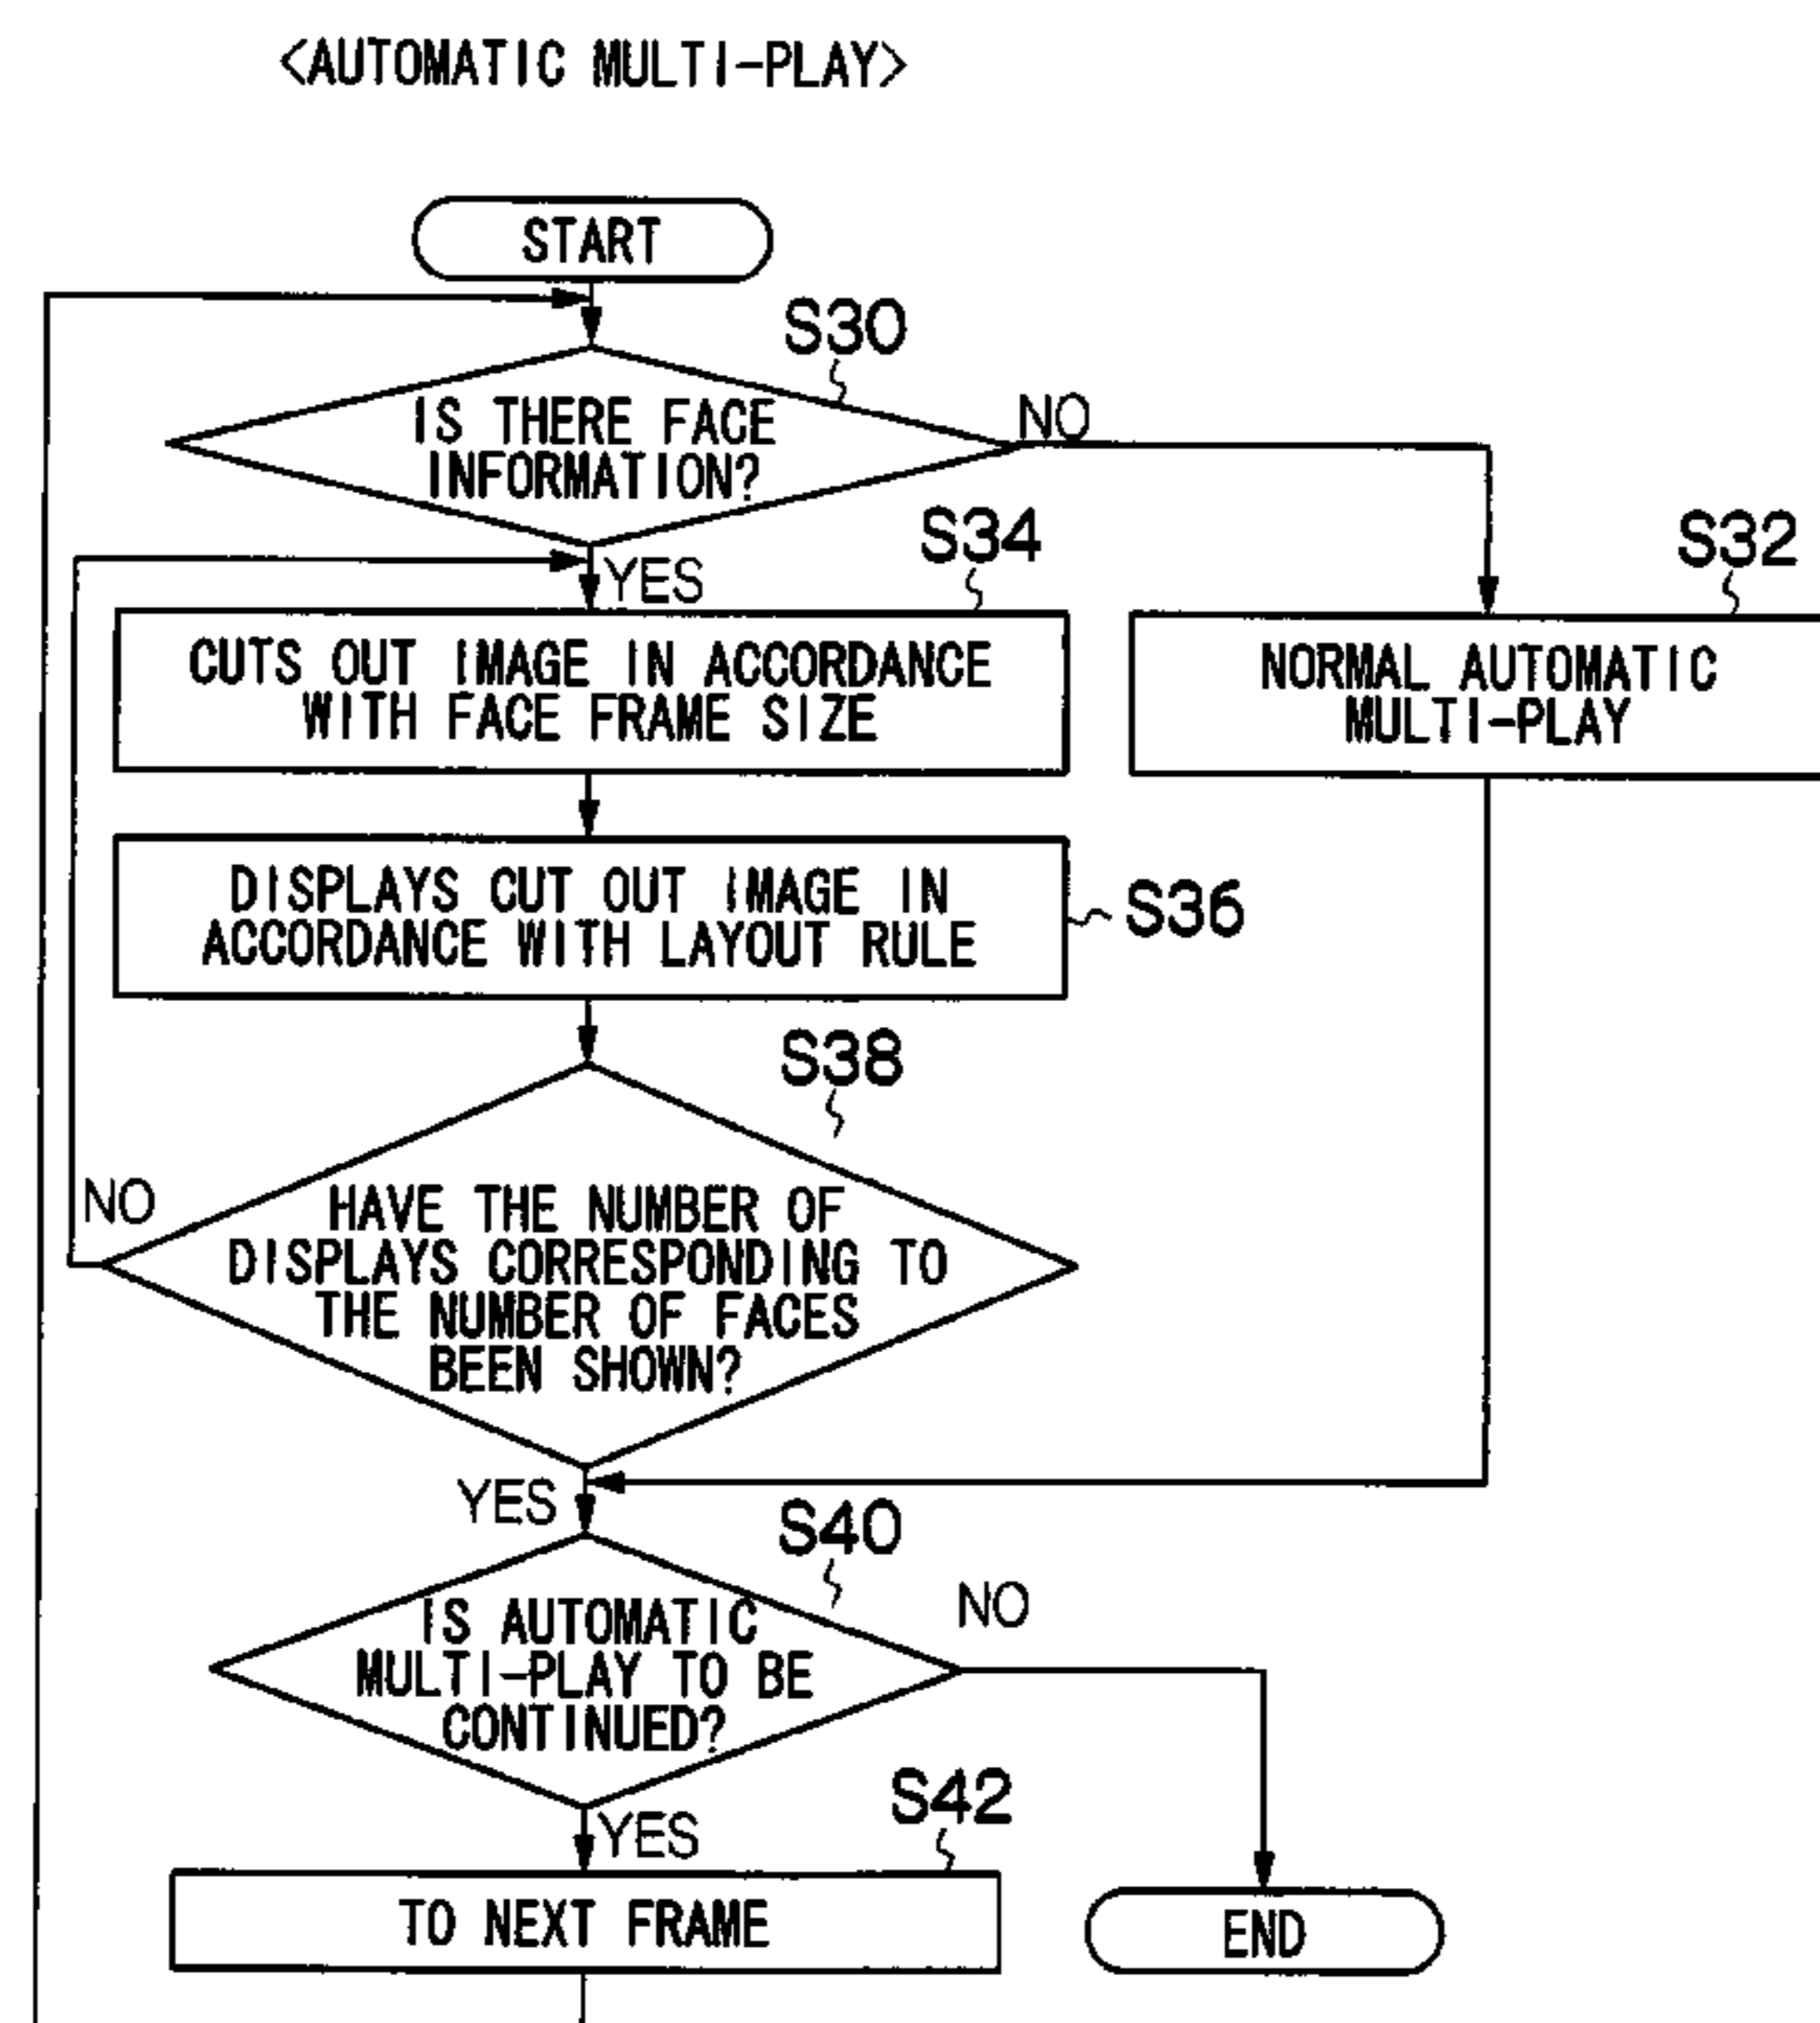 <AUTOMATIC MULTI-PLAY>
START
S30
IS THERE FACE
INFORMATION?
NO
YES
S34
S32
CUTS OUT IMAGE IN ACCORDANCE
WITH FACE FRAME SIZE
NORMAL AUTOMATIC
MULTI-PLAY
DISPLAYS CUT OUT IMAGE IN
ACCORDANCE WITH LAYOUT RULE
S36
S38
NO
HAVE THE NUMBER OF
DISPLAYS CORRESPONDING TO
THE NUMBER OF FACES
BEEN SHOWN?
YES
S40
NO
IS AUTOMATIC
MULTI-PLAY TO BE
CONTINUED?
YES
S42
TO NEXT FRAME
END